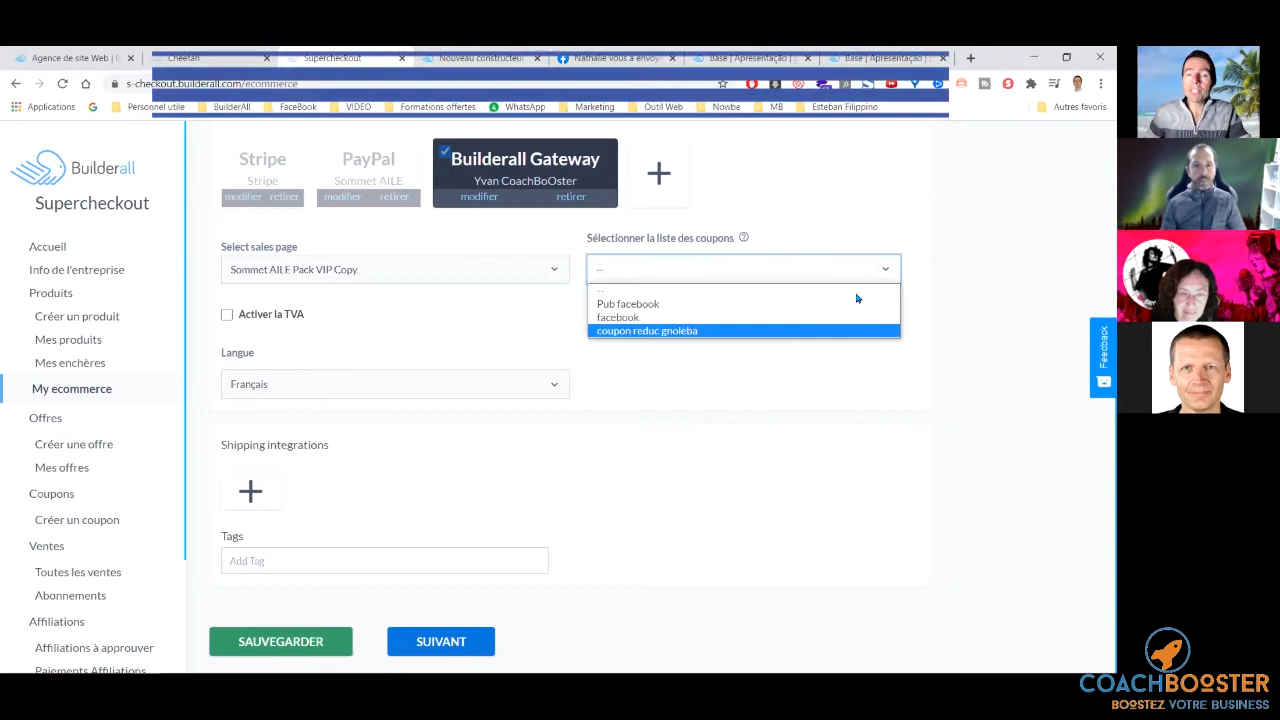 Agence de site Web | B
Cheetah
Supercheckout
Nouveau constructeur
Nathalie vous a envoyé
Base | Apresentação |
Base | Apresentação |
s-checkout.builderall.com/ecommerce
Applications
Personnel utile
BuilderAll
FaceBook
VIDEO
Formations offertes
WhatsApp
Marketing
Outil Web
Nowbe
MB
Esteban Filippino
Autres favoris
Builderall
Supercheckout
Accueil
Info de l'entreprise
Produits
Créer un produit
Mes produits
Mes enchères
My ecommerce
Offres
Créer une offre
Mes offres
Coupons
Créer un coupon
Ventes
Toutes les ventes
Abonnements
Affiliations
Affiliations à approuver
Paiements Affiliations
Stripe
Stripe
modifier retirer
PayPal
Sommet AILE
modifier retirer
Builderall Gateway
Yvan CoachBoOster
modifier retirer
Select sales page
Sommet AILE Pack VIP Copy
Sélectionner la liste des coupons
--
--
Pub facebook
facebook
coupon reduc gnoleba
Activer la TVA
Langue
Français
Shipping integrations
Tags
Add Tag
SAUVEGARDER
SUIVANT
Feedback
COACHBOOSTER
BOOSTEZ VOTRE BUSINESS